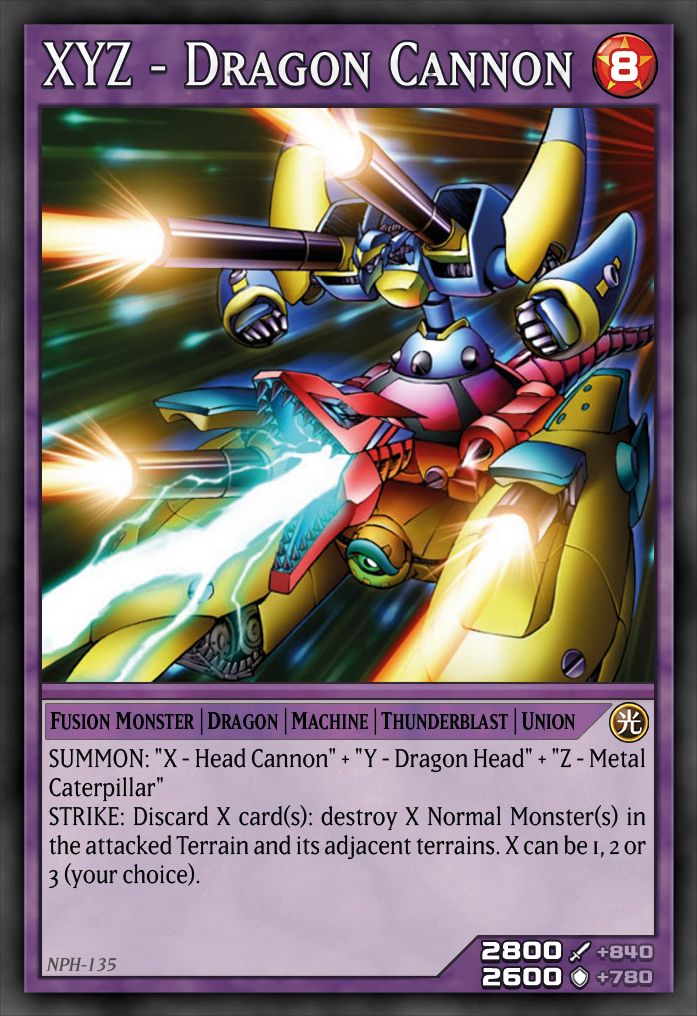 XYZ - Dragon Cannon 8
Fusion Monster | Dragon | Machine | Thunderblast | Union 光
SUMMON: "X - Head Cannon" + "Y - Dragon Head" + "Z - Metal
Caterpillar"
STRIKE: Discard X card(s): destroy X Normal Monster(s) in
the attacked Terrain and its adjacent terrains. X can be 1, 2 or
3 (your choice).
2800 +840
NPH-135 2600 +780